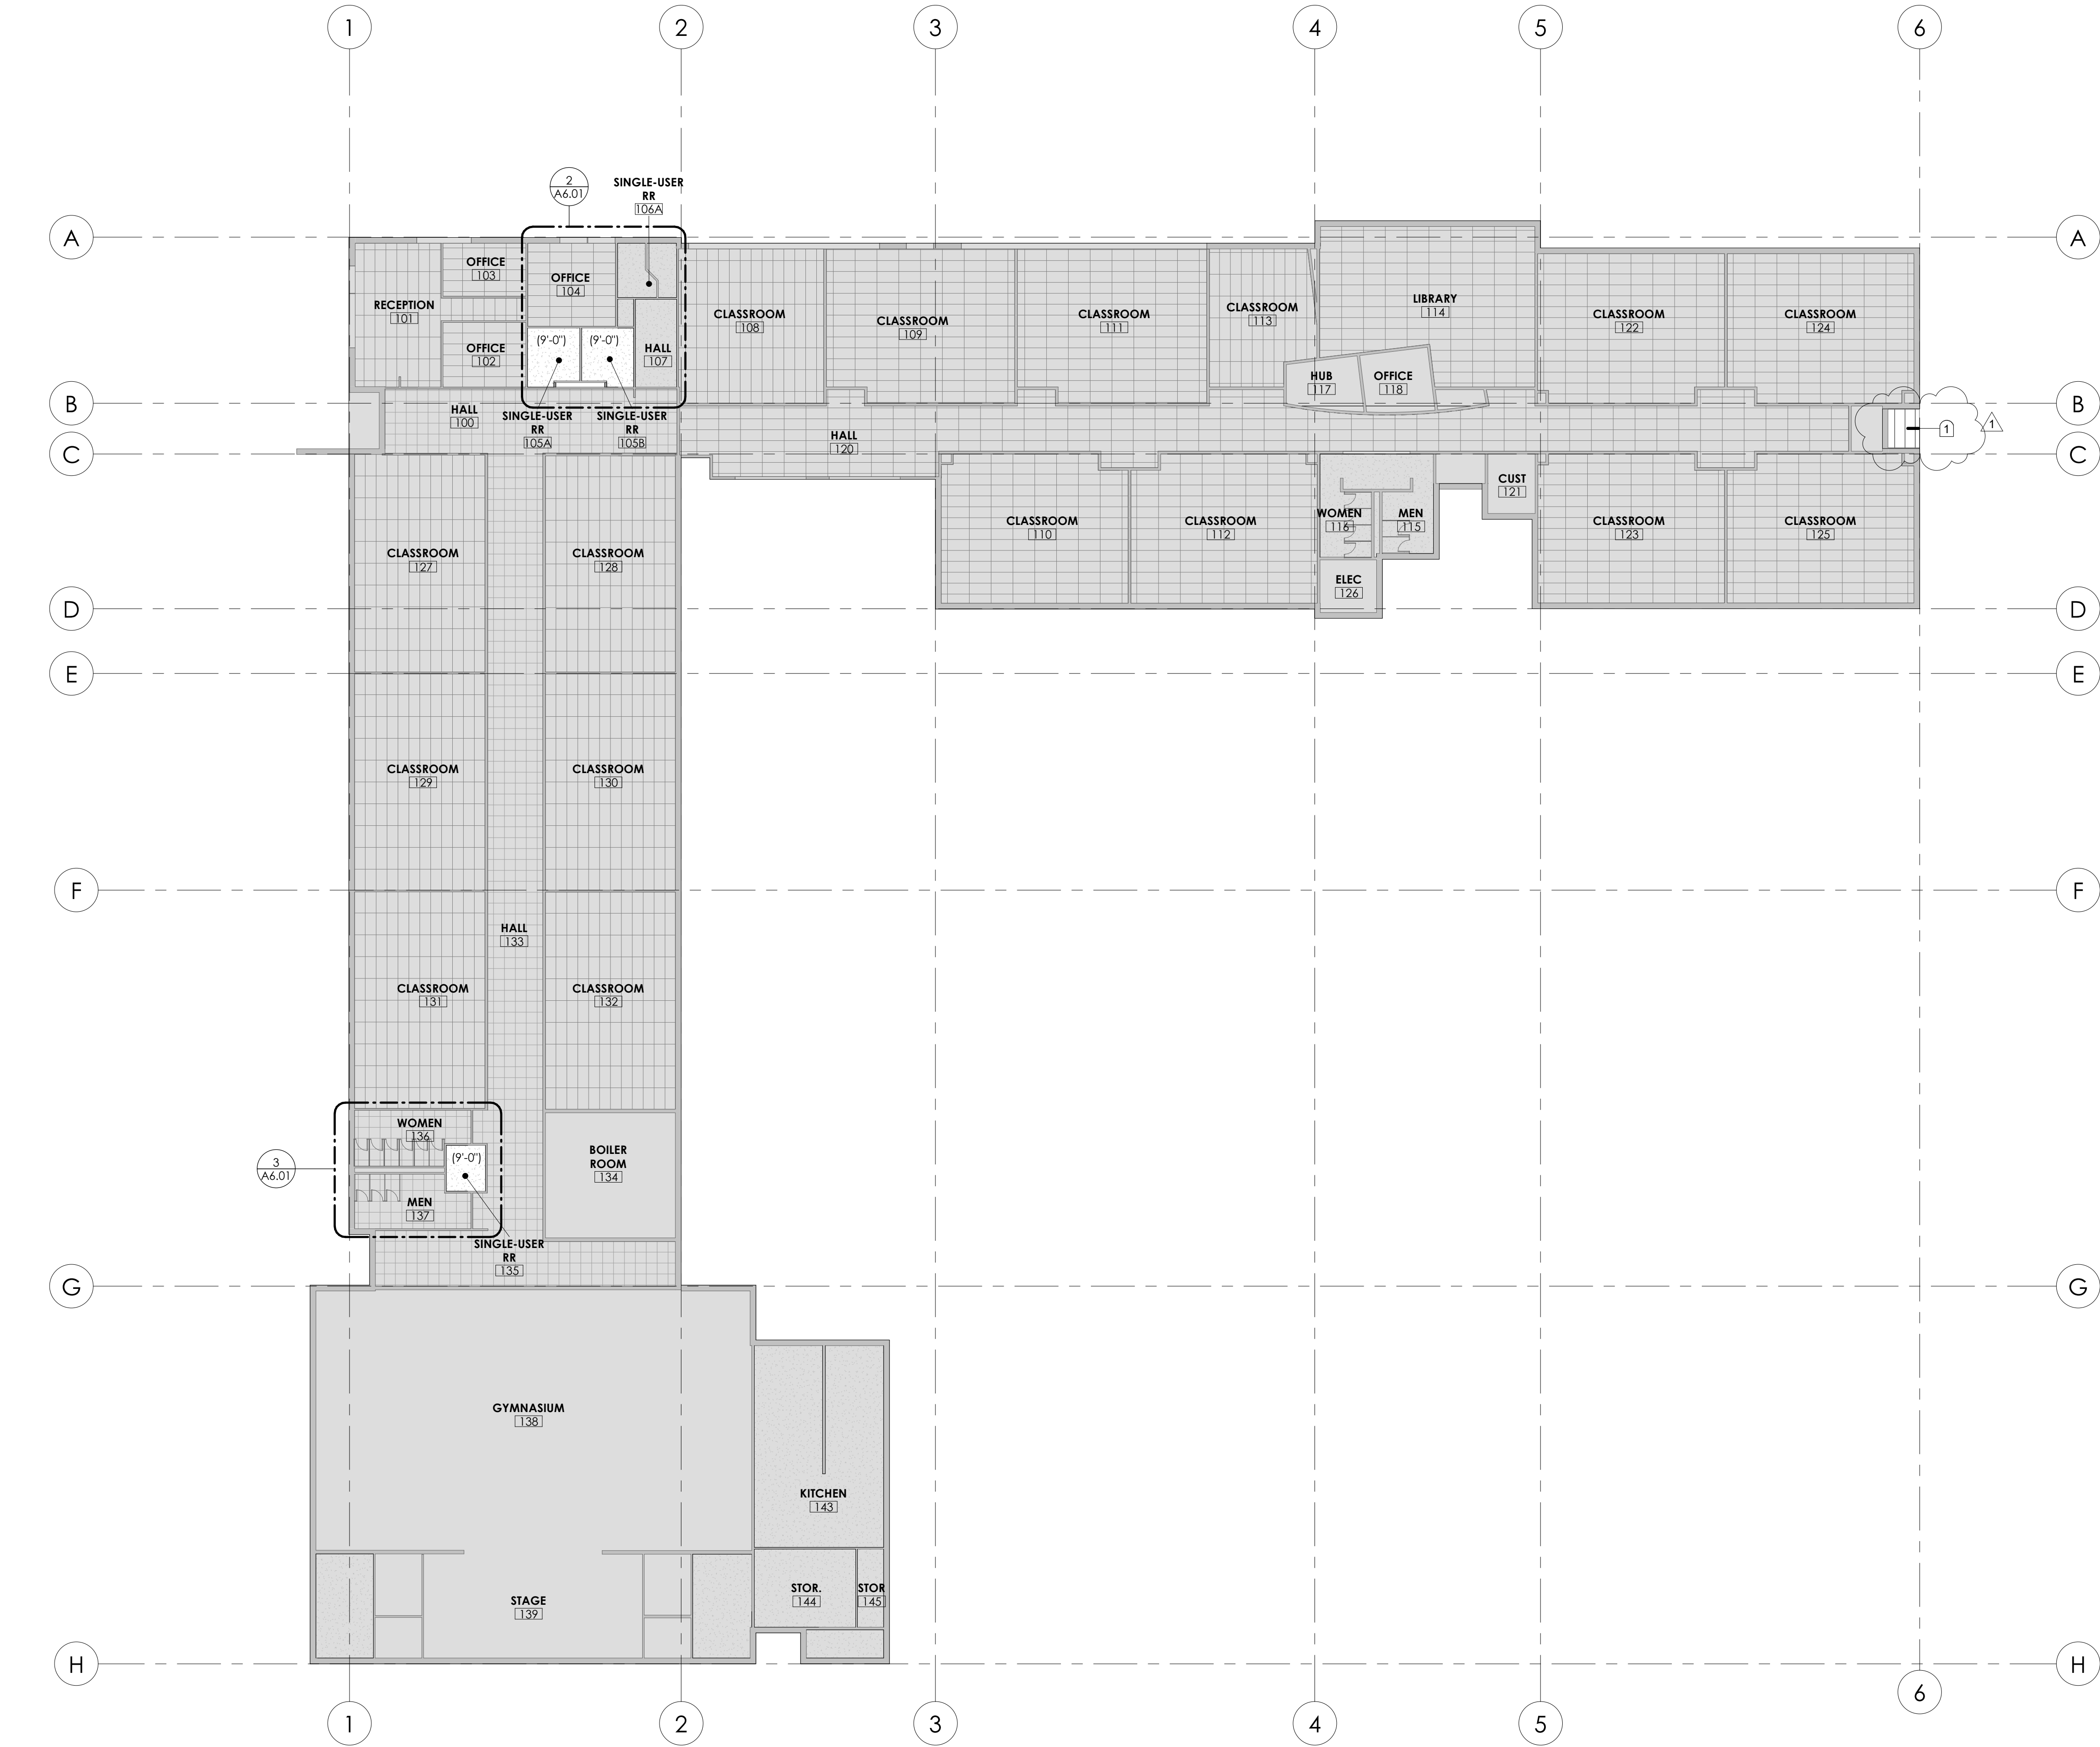 1
2
3
4
5
6
2
A6.01
SINGLE-USER
RR
106A
A
A
OFFICE
103
OFFICE
104
RECEPTION
101
OFFICE
102
(9'-0")
(9'-0")
HALL
107
CLASSROOM
108
CLASSROOM
109
CLASSROOM
111
CLASSROOM
113
LIBRARY
114
CLASSROOM
122
CLASSROOM
124
HUB
117
OFFICE
118
B
B
HALL
100
SINGLE-USER
RR
105A
SINGLE-USER
RR
105B
HALL
120
1
1
C
C
CLASSROOM
127
CLASSROOM
128
CLASSROOM
110
CLASSROOM
112
WOMEN
116
MEN
115
CUST
121
CLASSROOM
123
CLASSROOM
125
ELEC
126
D
D
E
E
CLASSROOM
129
CLASSROOM
130
F
F
HALL
133
CLASSROOM
131
CLASSROOM
132
WOMEN
136
(9'-0")
3
A6.01
MEN
137
BOILER
ROOM
134
SINGLE-USER
RR
135
G
G
GYMNASIUM
138
KITCHEN
143
STAGE
139
STOR.
144
STOR
145
H
H
1
2
3
4
5
6